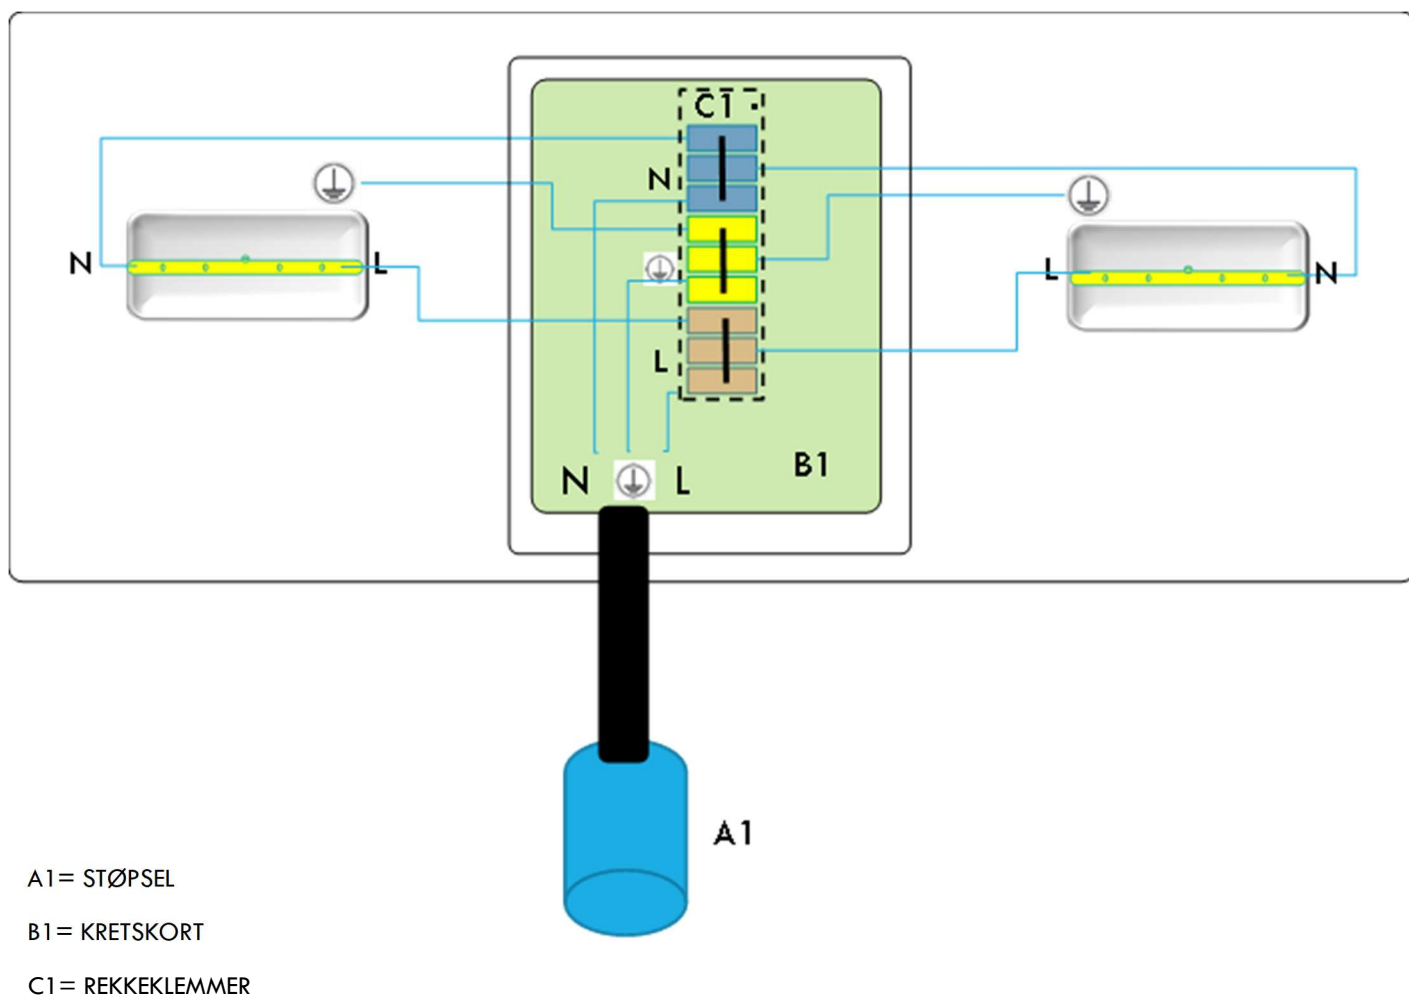 C1
N
N
L
L
N
L
B1
N
L
A1
A1= STØPSEL
B1= KRETSKORT
C1= REKKEKLEMMER